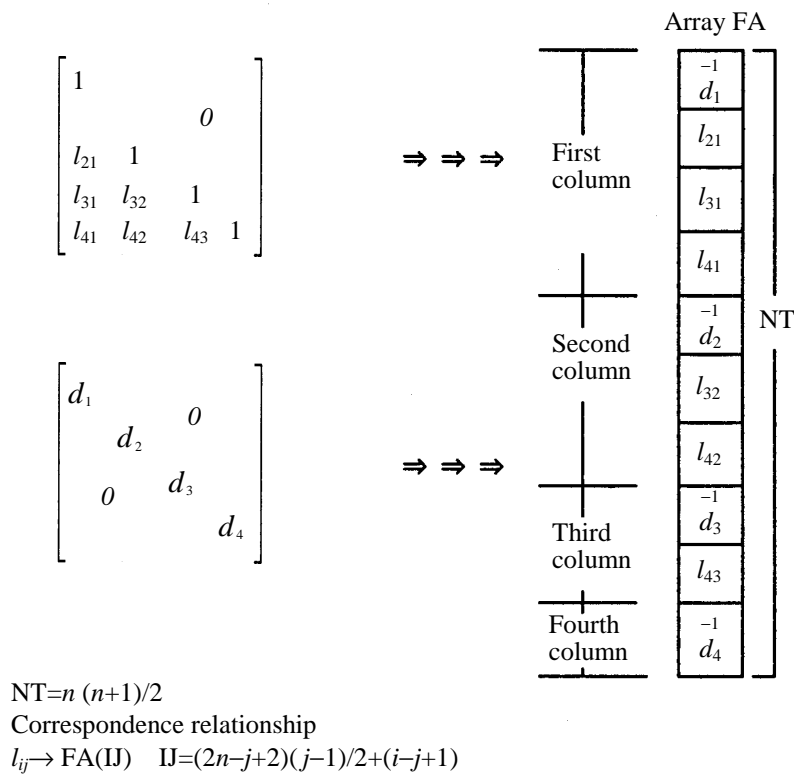 Array FA
1
0
l21 1
l31 l32 1
l41 l42 l43 1
⇒ ⇒ ⇒
First
column
d1
0
d2
0 d3
d4
⇒ ⇒ ⇒
Second
column
Third
column
Fourth
column
−1
d1
l21
l31
l41
−1
d2
l32
l42
−1
d3
l43
−1
d4
NT
NT=n (n+1)/2
Correspondence relationship
lij→ FA(IJ) IJ=(2n−j+2)(j−1)/2+(i−j+1)